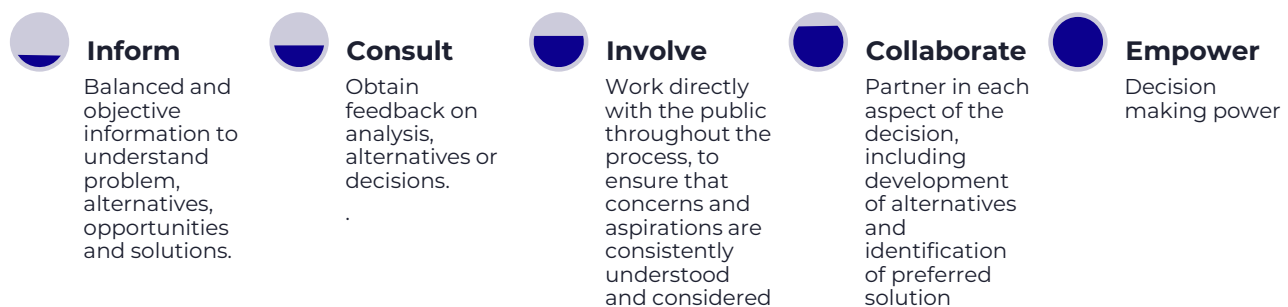 Inform
Balanced and
objective
information to
understand
problem,
alternatives,
opportunities
and solutions.
Consult
Obtain
feedback on
analysis,
alternatives or
decisions.
.
Involve
Work directly
with the public
throughout the
process, to
ensure that
concerns and
aspirations are
consistently
understood
and considered
Collaborate
Partner in each
aspect of the
decision,
including
development
of alternatives
and
identification
of preferred
solution
Empower
Decision
making power